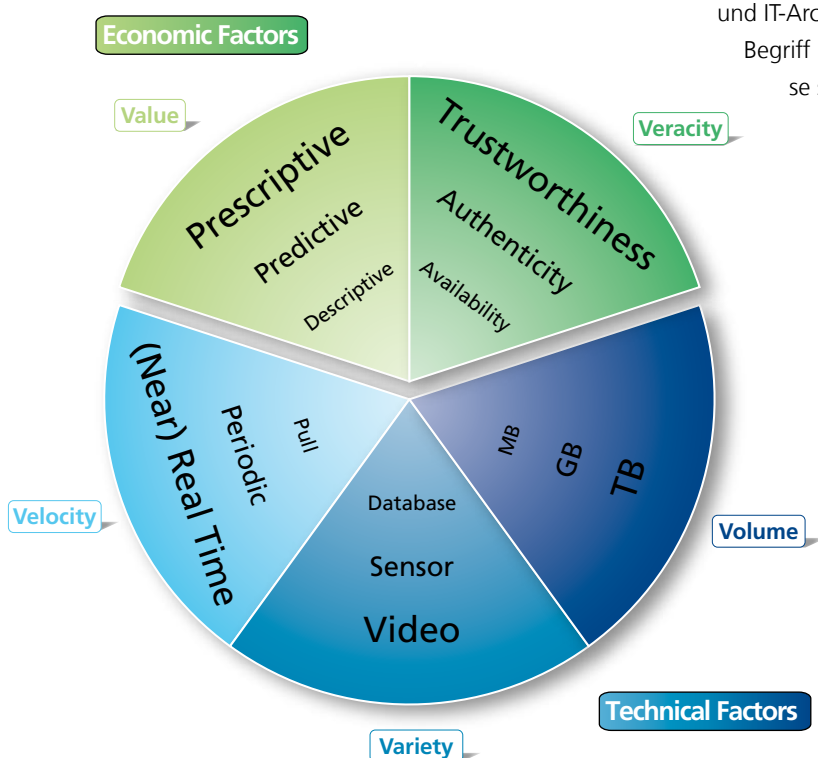 und IT-Arc
Begriff
se
Economic Factors
Value
Veracity
Prescriptive
Predictive
Descriptive
Trustworthiness
Authenticity
Availability
(Near) Real Time
Periodic
Pull
MB
GB
TB
Database
Sensor
Video
Velocity
Volume
Technical Factors
Variety